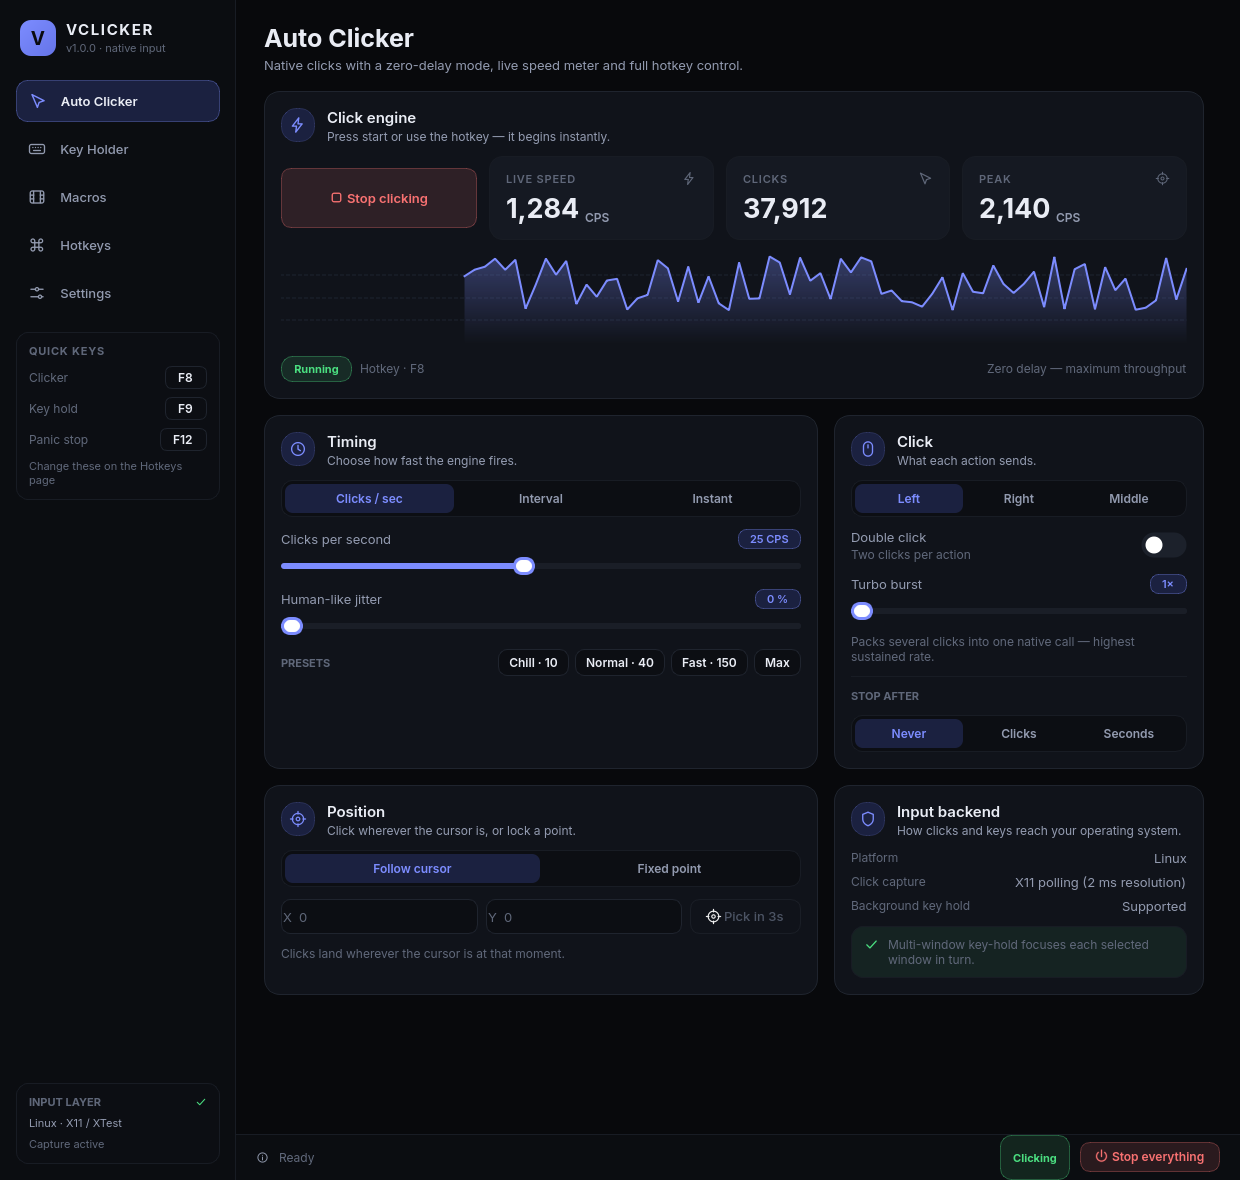 V
VCLICKER
v1.0.0 · native input
Auto Clicker
Key Holder
Macros
Hotkeys
Settings
QUICK KEYS
Clicker F8
Key hold F9
Panic stop F12
Change these on the Hotkeys
page
INPUT LAYER
Linux · X11 / XTest
Capture active
Auto Clicker
Native clicks with a zero-delay mode, live speed meter and full hotkey control.
Click engine
Press start or use the hotkey — it begins instantly.
Stop clicking
LIVE SPEED
1,284 CPS
CLICKS
37,912
PEAK
2,140 CPS
Running Hotkey · F8 Zero delay — maximum throughput
Timing
Choose how fast the engine fires.
Clicks / sec Interval Instant
Clicks per second 25 CPS
Human-like jitter 0 %
PRESETS Chill · 10 Normal · 40 Fast · 150 Max
Click
What each action sends.
Left Right Middle
Double click
Two clicks per action
Turbo burst 1×
Packs several clicks into one native call — highest
sustained rate.
STOP AFTER
Never Clicks Seconds
Position
Click wherever the cursor is, or lock a point.
Follow cursor Fixed point
X 0 Y 0 Pick in 3s
Clicks land wherever the cursor is at that moment.
Input backend
How clicks and keys reach your operating system.
Platform Linux
Click capture X11 polling (2 ms resolution)
Background key hold Supported
Multi-window key-hold focuses each selected
window in turn.
Ready Clicking Stop everything